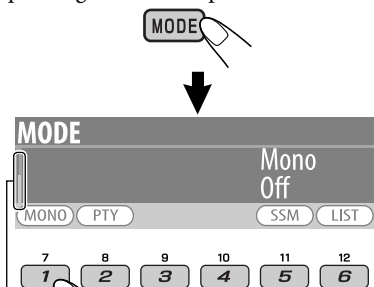 MODE
MODE
Mono
Off
MONO PTY SSM LIST
7 8 9 10 11 12
1 2 3 4 5 6